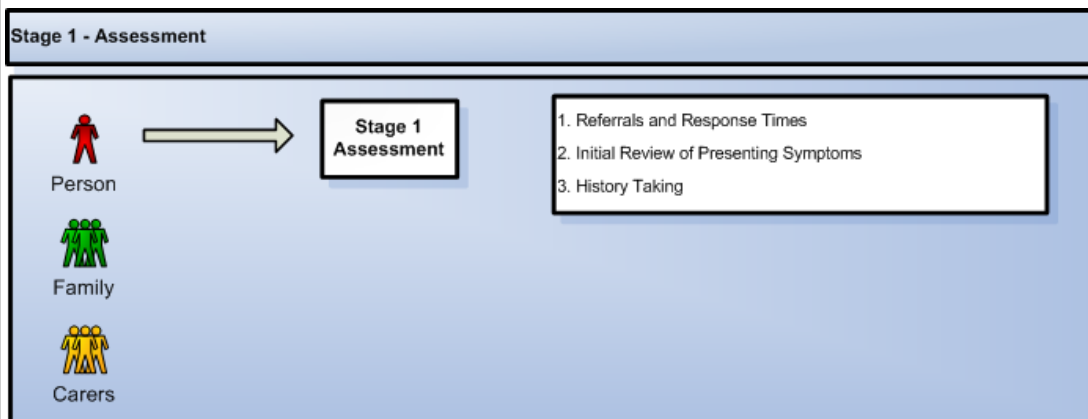 Stage 1 - Assessment
Person
Stage 1
Assessment
1. Referrals and Response Times
2. Initial Review of Presenting Symptoms
3. History Taking
Family
Carers